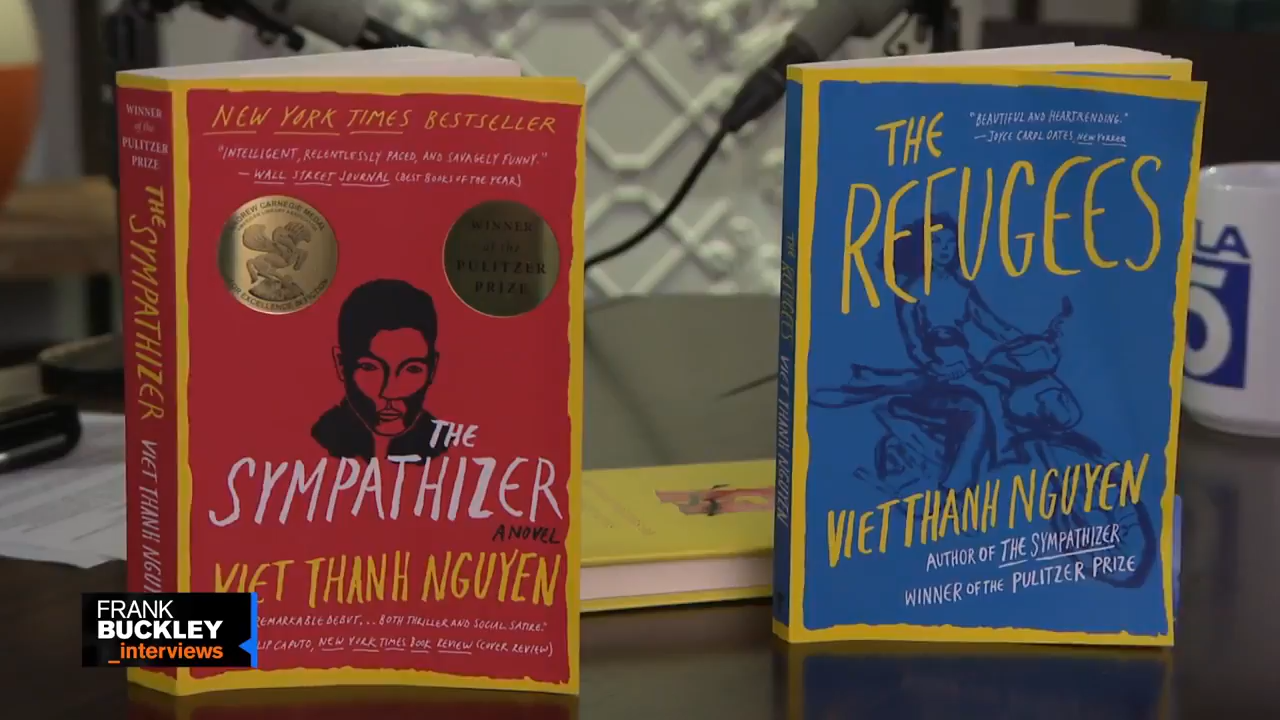 WINNER
of the
PULITZER
PRIZE
THE SYMPATHIZER
VIET THANH
NEW YORK TIMES BESTSELLER
"INTELLIGENT, RELENTLESSLY PACED, AND SAVAGELY FUNNY."
— WALL STREET JOURNAL (BEST BOOKS OF THE YEAR)
WINNER
of the
PULITZER
PRIZE
THE
SYMPATHIZER
A NOVEL
VIET THANH NGUYEN
REMARKABLE DEBUT... BOTH THRILLER AND SOCIAL SATIRE."
CAPUTO, NEW YORK TIMES BOOK REVIEW (COVER REVIEW)
FRANK
BUCKLEY
_interviews
THE REFUGEES VIET THANH NGUYEN
"BEAUTIFUL AND HEARTRENDING."
— JOYCE CAROL OATES, NEW YORKER
THE
REFUGEES
VIET THANH NGUYEN
AUTHOR OF THE SYMPATHIZER
WINNER OF THE PULITZER PRIZE
LA
5